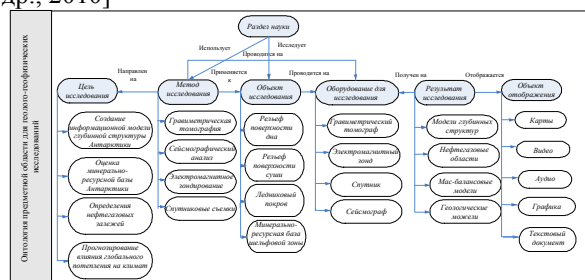 др., 2010]
Онтология предметной области для геолого-геофизических
исследований
Раздел науки
Использует
Исследует
Проводится на
Направлен
на
Применяется
к
Проводится на
Получен на
Отображается
Цель
исследования
Метод
исследования
Объект
исследования
Оборудование для
исследования
Результат
исследования
Объект
отображения
Создание
информационной модели
глубинной структуры
Антарктики
Оценка
минерально-
ресурсной базы
Антарктики
Определения
нефтегазовых
залежей
Прогнозирование
влияния глобального
потепления на климат
Гравиметрическая
томография
Сейсмографический
анализ
Электромагнитное
зондирование
Спутниковые съемки
Рельеф
поверхности
дна
Рельеф
поверхности
суши
Ледниковый
покров
Минерально-
ресурсная база
шельфовой зоны
Гравиметрический
томограф
Электромагнитный
зонд
Спутник
Сейсмограф
Модели глубинных
структур
Нефтегазовые
области
Мас-балансовые
модели
Геологические
можели
Карты
Видео
Аудио
Графика
Текстовый
документ